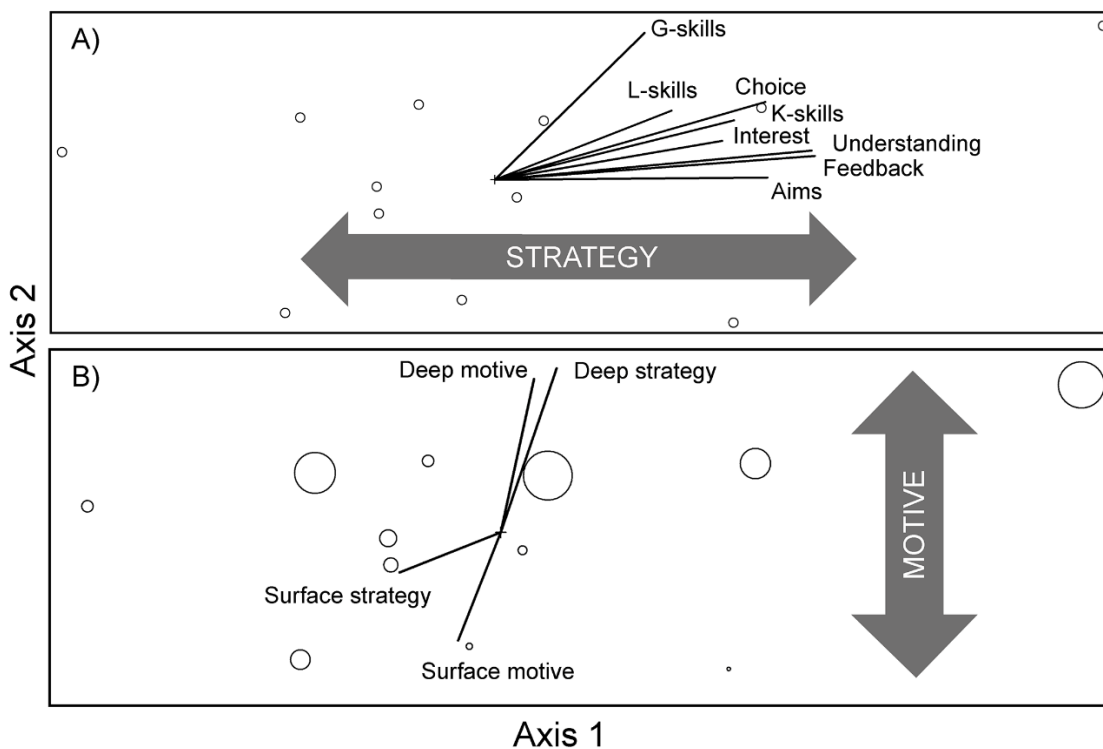 A)
G-skills
L-skills
Choice
K-skills
Interest
Understanding
Feedback
Aims
STRATEGY
Axis 2
B)
Deep motive
Deep strategy
MOTIVE
Surface strategy
Surface motive
Axis 1